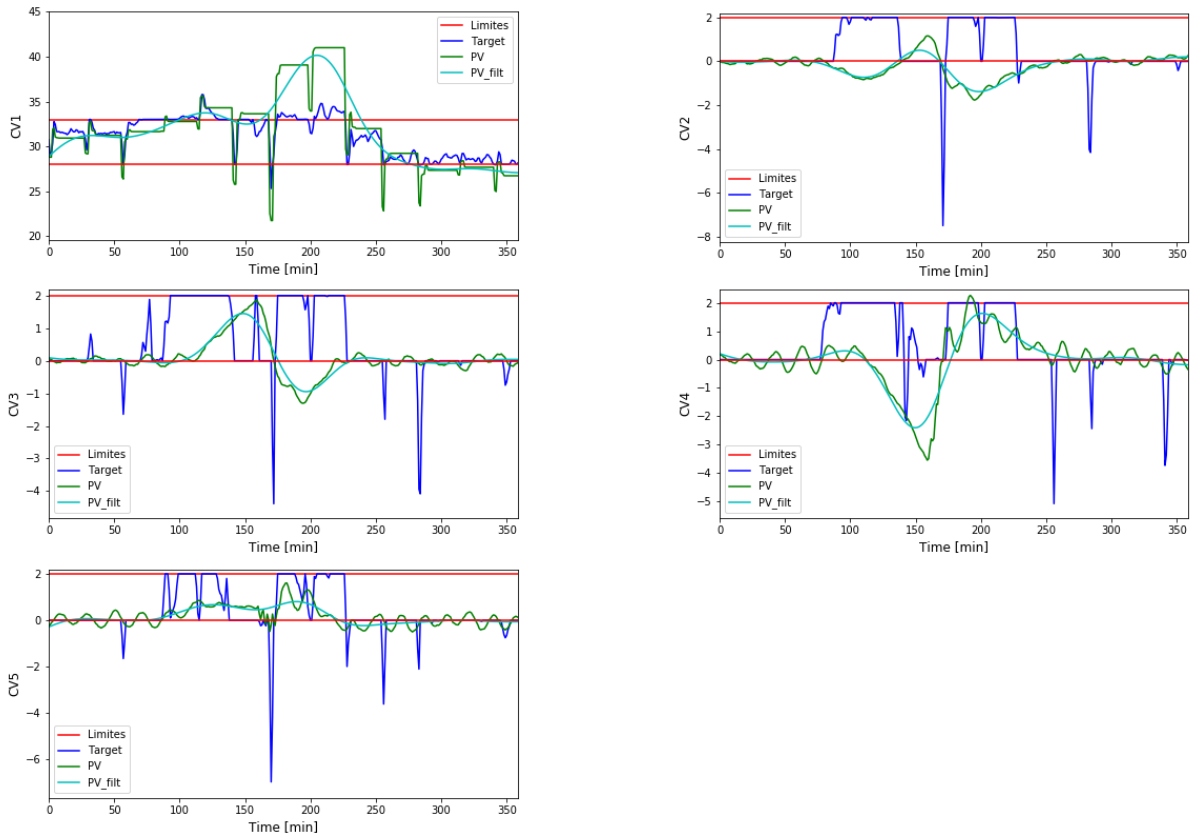 45
40
35
30
25
20
CV1
0 50 100 150 200 250 300 350
Time [min]
Limites
Target
PV
PV_filt
2
0
−2
−4
−6
−8
CV2
Limites
Target
PV
PV_filt
0 50 100 150 200 250 300 350
Time [min]
2
1
0
−1
−2
−3
−4
CV3
Limites
Target
PV
PV_filt
0 50 100 150 200 250 300 350
Time [min]
2
1
0
−1
−2
−3
−4
−5
CV4
Limites
Target
PV
PV_filt
0 50 100 150 200 250 300 350
Time [min]
2
0
−2
−4
−6
CV5
Limites
Target
PV
PV_filt
0 50 100 150 200 250 300 350
Time [min]